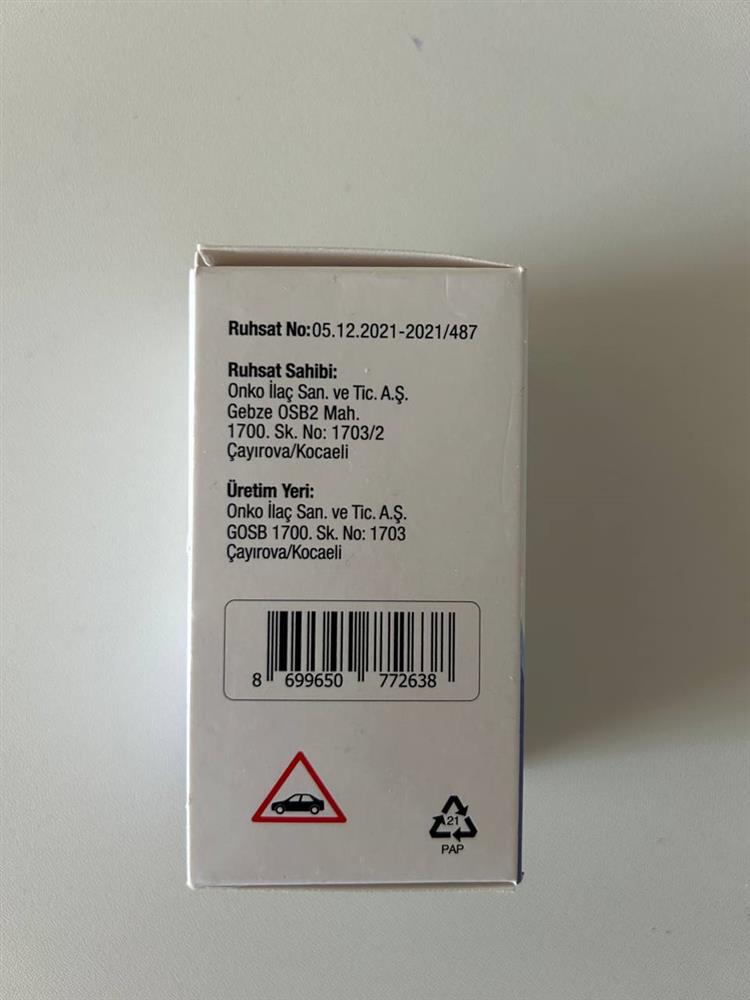 Ruhsat No:05.12.2021-2021/487
Ruhsat Sahibi:
Onko İlaç San. ve Tic. A.Ş.
Gebze OSB2 Mah.
1700. Sk. No: 1703/2
Çayırova/Kocaeli
Üretim Yeri:
Onko İlaç San. ve Tic. A.Ş.
GOSB 1700. Sk. No: 1703
Çayırova/Kocaeli
8 699650 772638
21
PAP